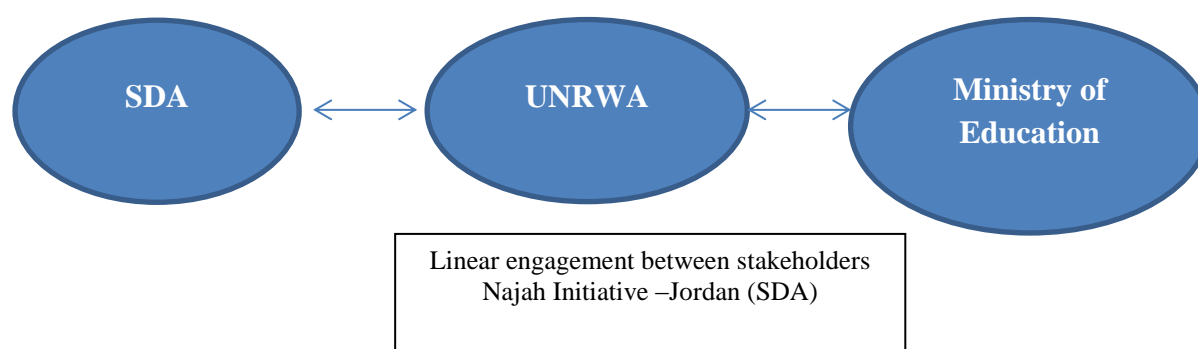 SDA
UNRWA
Ministry of
Education
Linear engagement between stakeholders
Najah Initiative –Jordan (SDA)